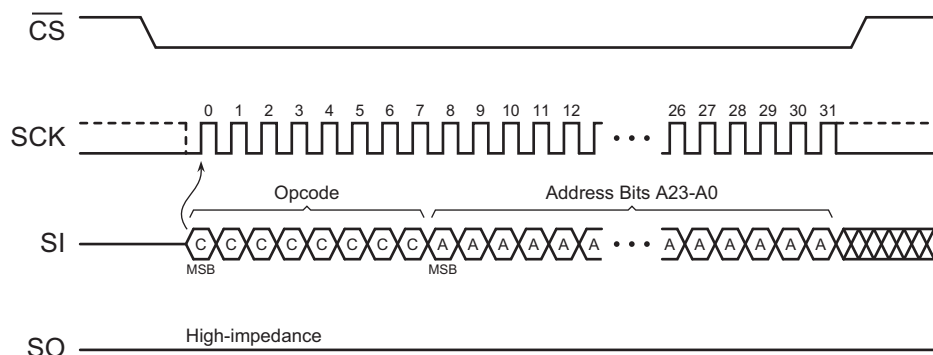 CS
0 1 2 3 4 5 6 7 8 9 10 11 12 26 27 28 29 30 31
SCK
Opcode Address Bits A23-A0
SI C C C C C C C C A A A A A A A A A A A A
MSB MSB
High-impedance
SO